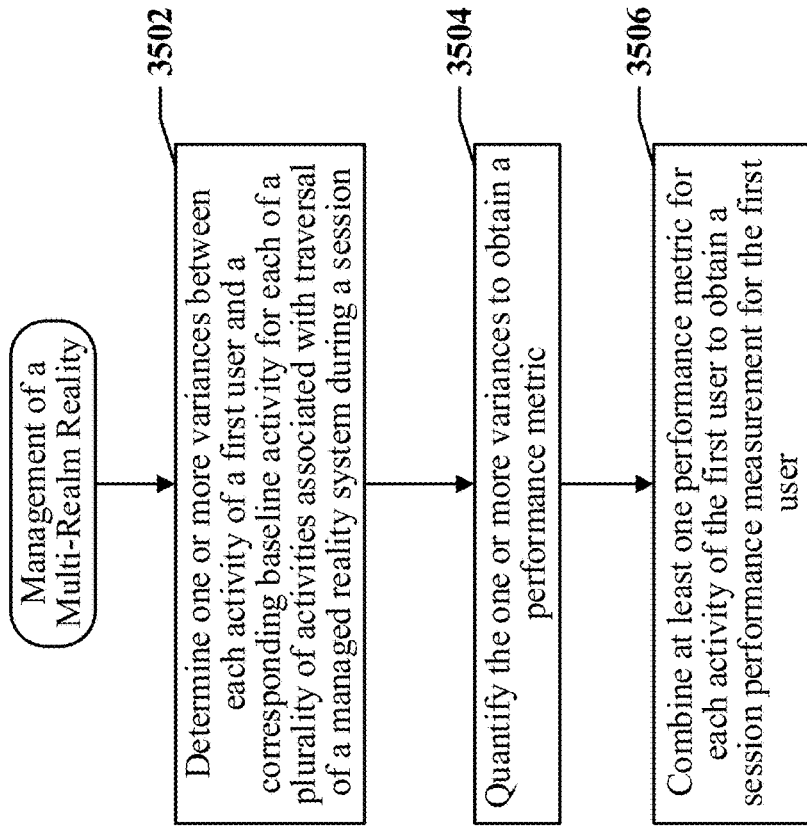 Management of a
Multi-Realm Reality
3502
Determine one or more variances between
each activity of a first user and a
corresponding baseline activity for each of a
plurality of activities associated with traversal
of a managed reality system during a session
3504
Quantify the one or more variances to obtain a
performance metric
3506
Combine at least one performance metric for
each activity of the first user to obtain a
session performance measurement for the first
user